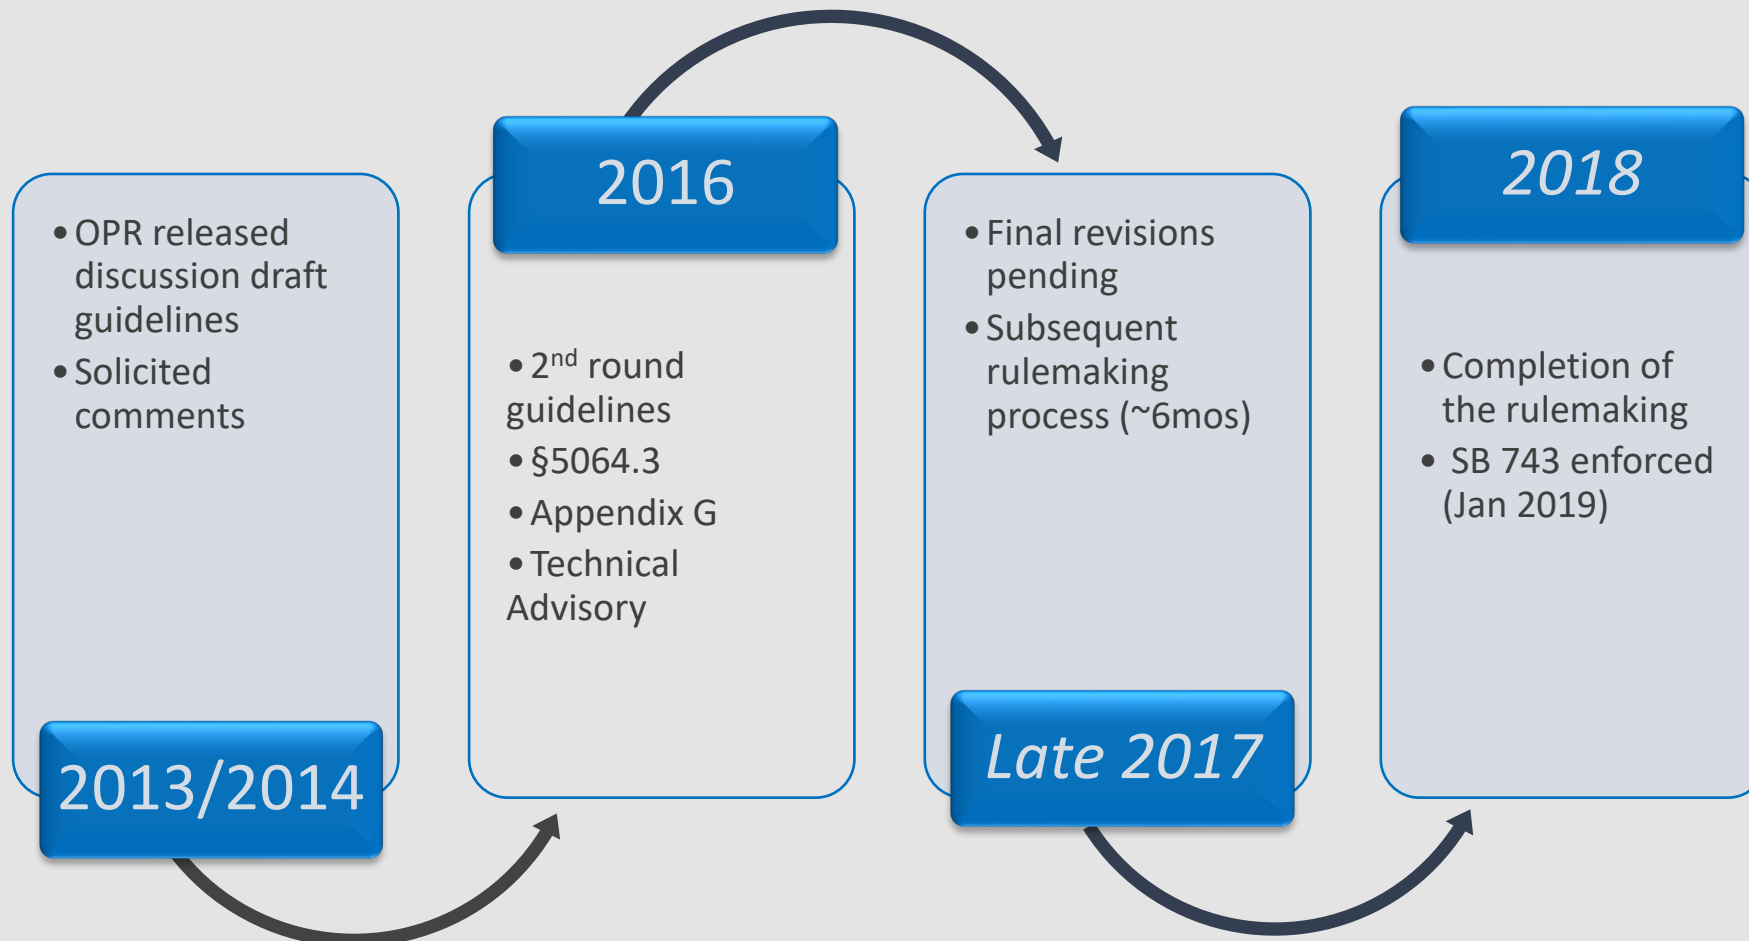 • OPR released
discussion draft
guidelines
• Solicited
comments
2013/2014
2016
• 2nd round
guidelines
• §5064.3
• Appendix G
• Technical
Advisory
• Final revisions
pending
• Subsequent
rulemaking
process (~6mos)
Late 2017
2018
• Completion of
the rulemaking
• SB 743 enforced
(Jan 2019)